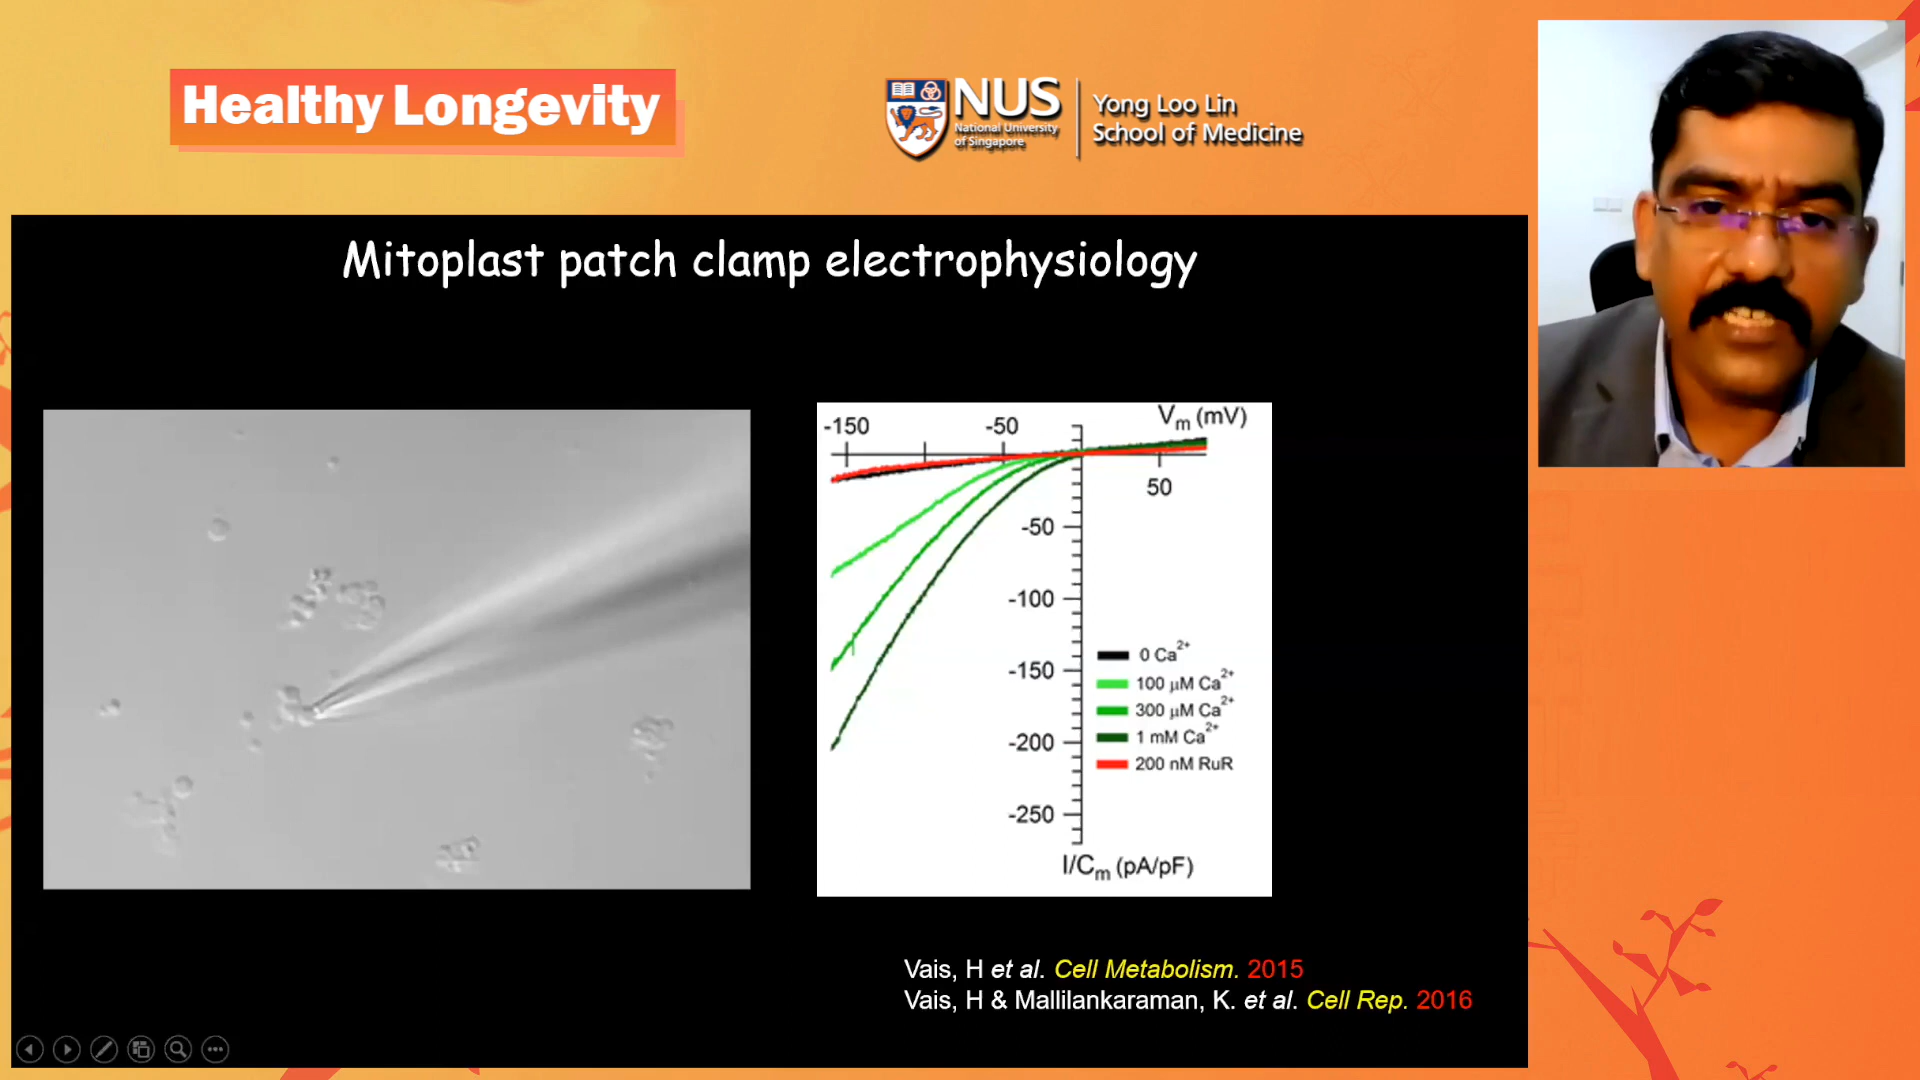 Healthy Longevity
NUS
National University
of Singapore
Yong Loo Lin
School of Medicine
Mitoplast patch clamp electrophysiology
Vm (mV)
-150
-50
50
-50
-100
-150
-200
-250
0 Ca2+
100 μM Ca2+
300 μM Ca2+
1 mM Ca2+
200 nM RuR
I/Cm (pA/pF)
Vais, H et al. Cell Metabolism. 2015
Vais, H & Mallilankaraman, K. et al. Cell Rep. 2016